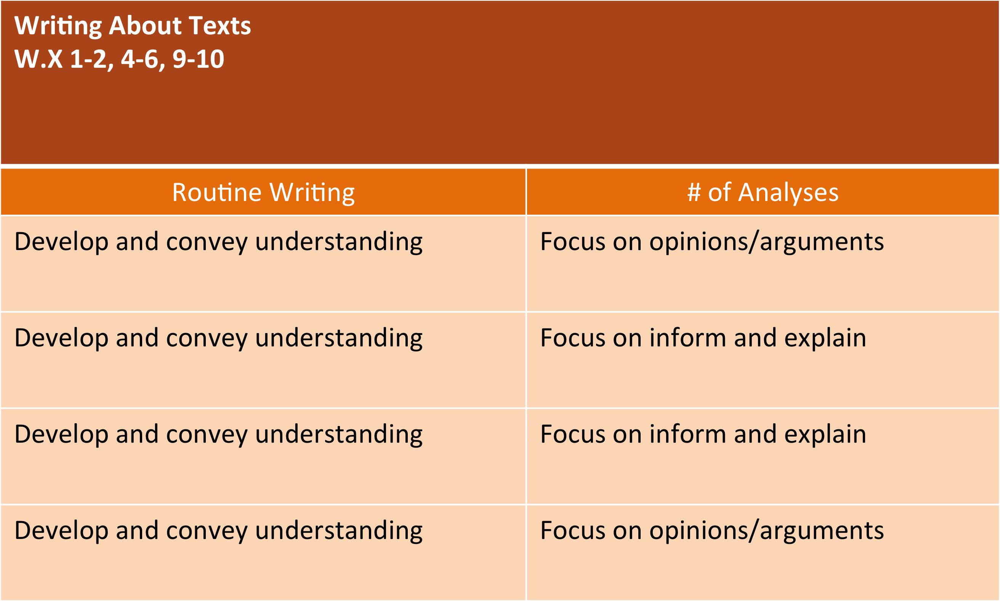 Writing About Texts
W.X 1-2, 4-6, 9-10
Routine Writing
# of Analyses
Develop and convey understanding
Focus on opinions/arguments
Develop and convey understanding
Focus on inform and explain
Develop and convey understanding
Focus on inform and explain
Develop and convey understanding
Focus on opinions/arguments